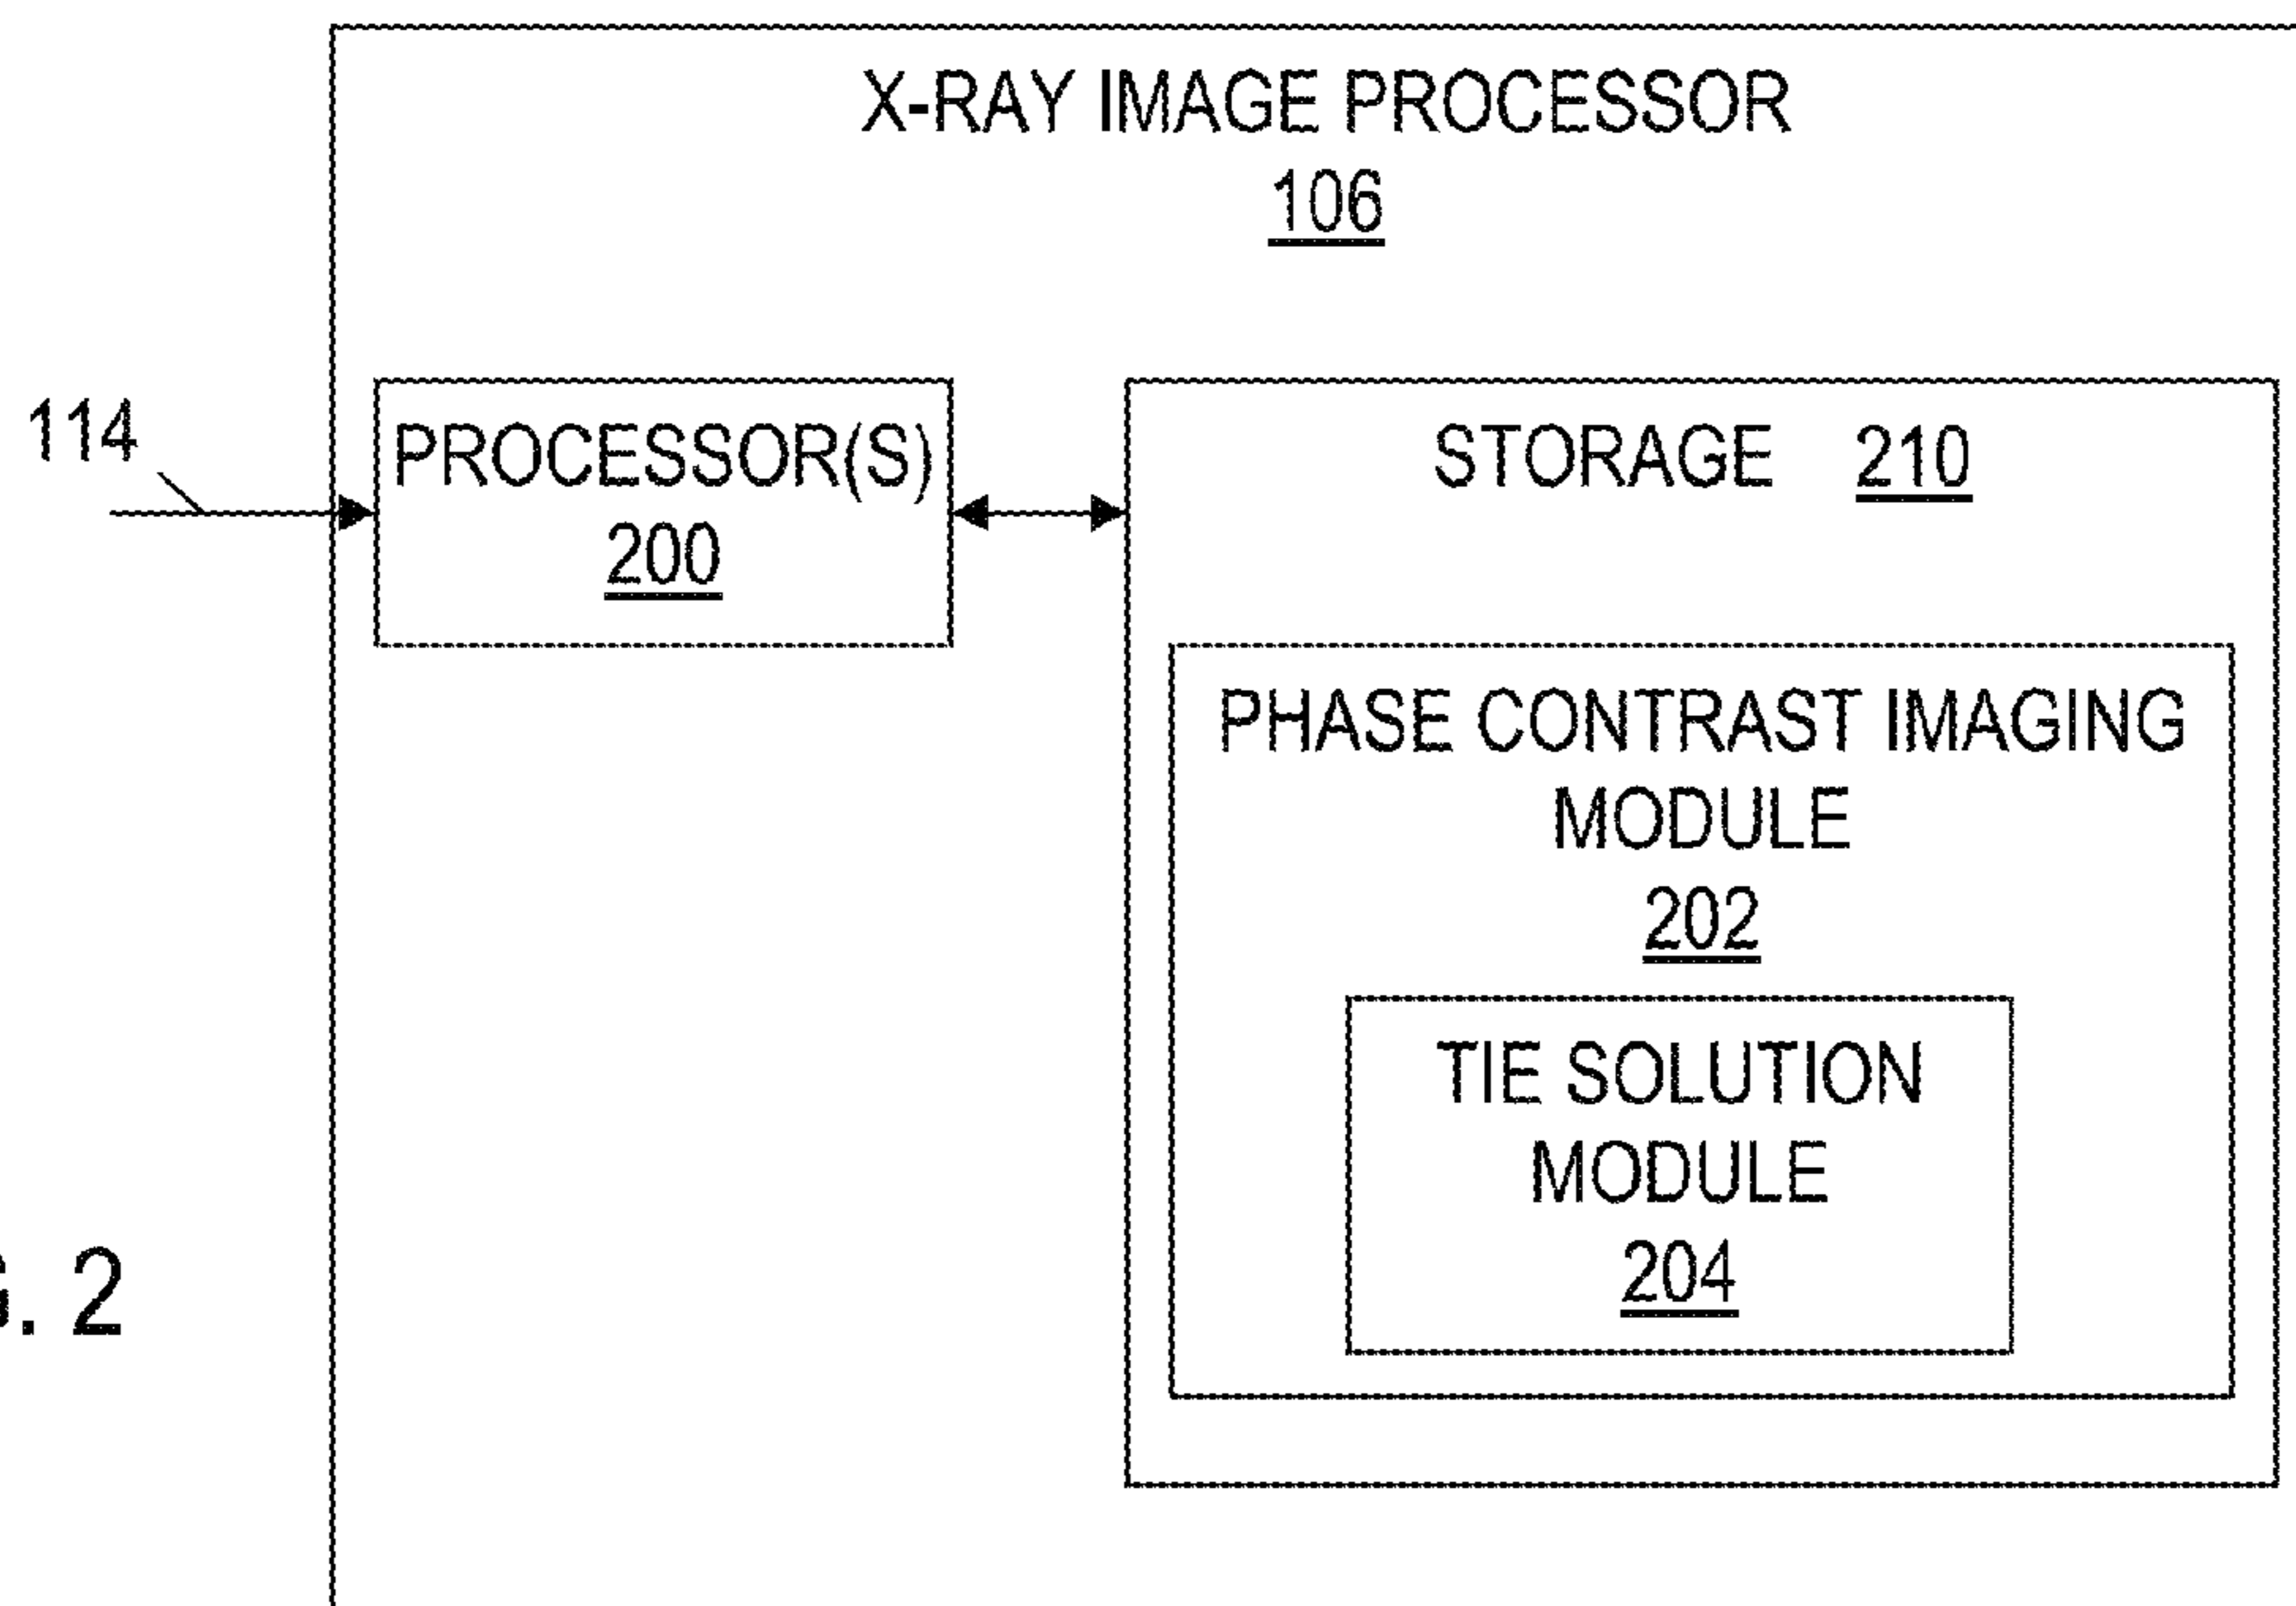 X-RAY IMAGE PROCESSOR
106
114
PROCESSOR(S)
200
STORAGE 210
PHASE CONTRAST IMAGING
MODULE
202
TIE SOLUTION
MODULE
204
. 2